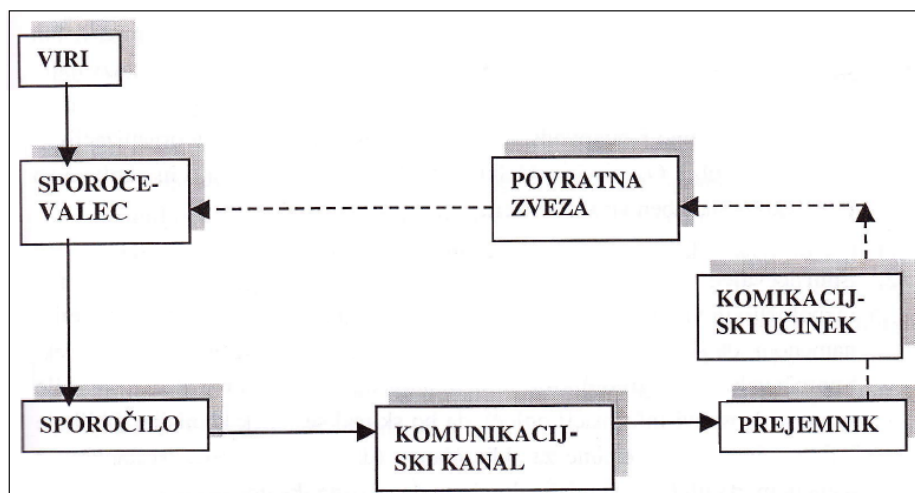 VIRI
SPOROČE-
VALEC
POVRATNA
ZVEZA
KOMIKACIJ-
SKI UČINEK
SPOROČILO
KOMUNIKACIJ-
SKI KANAL
PREJEMNIK